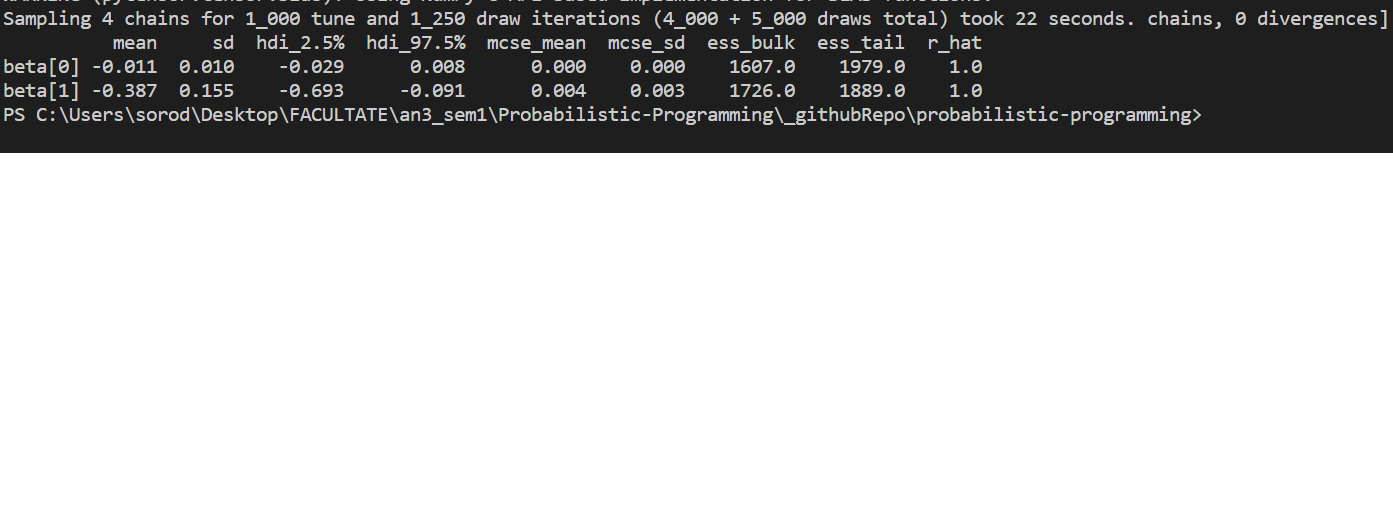 Sampling 4 chains for 1_000 tune and 1_250 draw iterations (4_000 + 5_000 draws total) took 22 seconds. chains, 0 divergences]
mean sd hdi_2.5% hdi_97.5% mcse_mean mcse_sd ess_bulk ess_tail r_hat
beta[0] -0.011 0.010 -0.029 0.008 0.000 0.000 1607.0 1979.0 1.0
beta[1] -0.387 0.155 -0.693 -0.091 0.004 0.003 1726.0 1889.0 1.0
PS C:\Users\sorod\Desktop\FACULTATE\an3_sem1\Probabilistic-Programming\_githubRepo\probabilistic-programming>